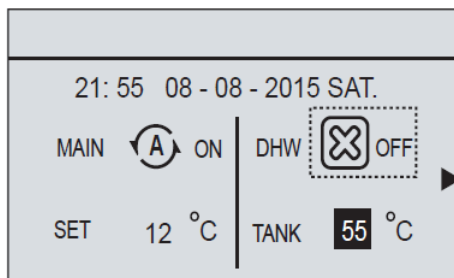 21: 55 08 - 08 - 2015 SAT.
MAIN A ON DHW OFF
SET 12 °C TANK 55 °C